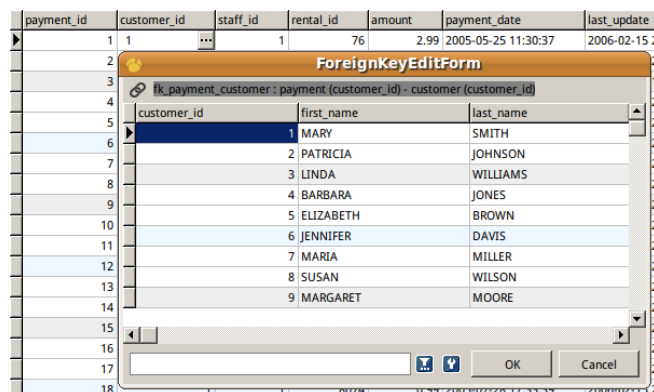 payment_id customer_id staff_id rental_id amount payment_date last_update
1 1 ... 1 76 2.99 2005-05-25 11:30:37 2006-02-15
2 ForeignKeyEditForm
3 fk_payment_customer : payment (customer_id) - customer (customer_id)
4 customer_id first_name last_name
5 1 MARY SMITH
6 2 PATRICIA JOHNSON
7 3 LINDA WILLIAMS
8 4 BARBARA JONES
9 5 ELIZABETH BROWN
10 6 JENNIFER DAVIS
11 7 MARIA MILLER
12 8 SUSAN WILSON
13 9 MARGARET MOORE
14
15
16
17 OK Cancel
18